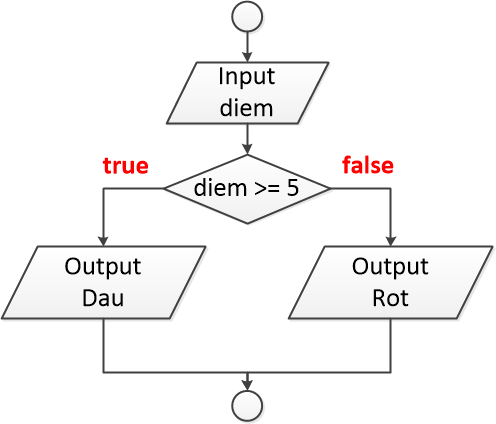 Input
diem
true
false
diem >= 5
Output
Dau
Output
Rot